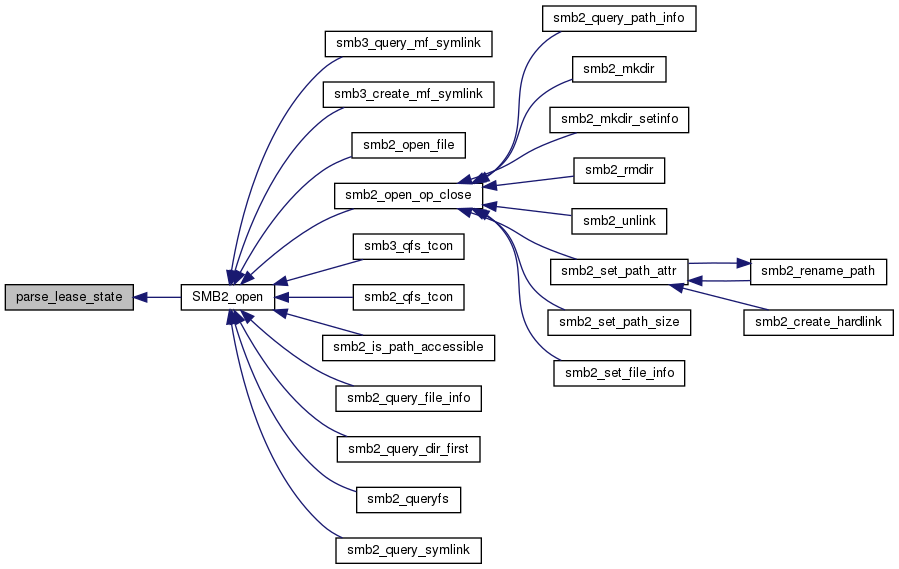 parse_lease_state
SMB2_open
smb3_query_mf_symlink
smb3_create_mf_symlink
smb2_open_file
smb2_open_op_close
smb3_qfs_tcon
smb2_qfs_tcon
smb2_is_path_accessible
smb2_query_file_info
smb2_query_dir_first
smb2_queryfs
smb2_query_symlink
smb2_query_path_info
smb2_mkdir
smb2_mkdir_setinfo
smb2_rmdir
smb2_unlink
smb2_set_path_attr
smb2_set_path_size
smb2_set_file_info
smb2_rename_path
smb2_create_hardlink